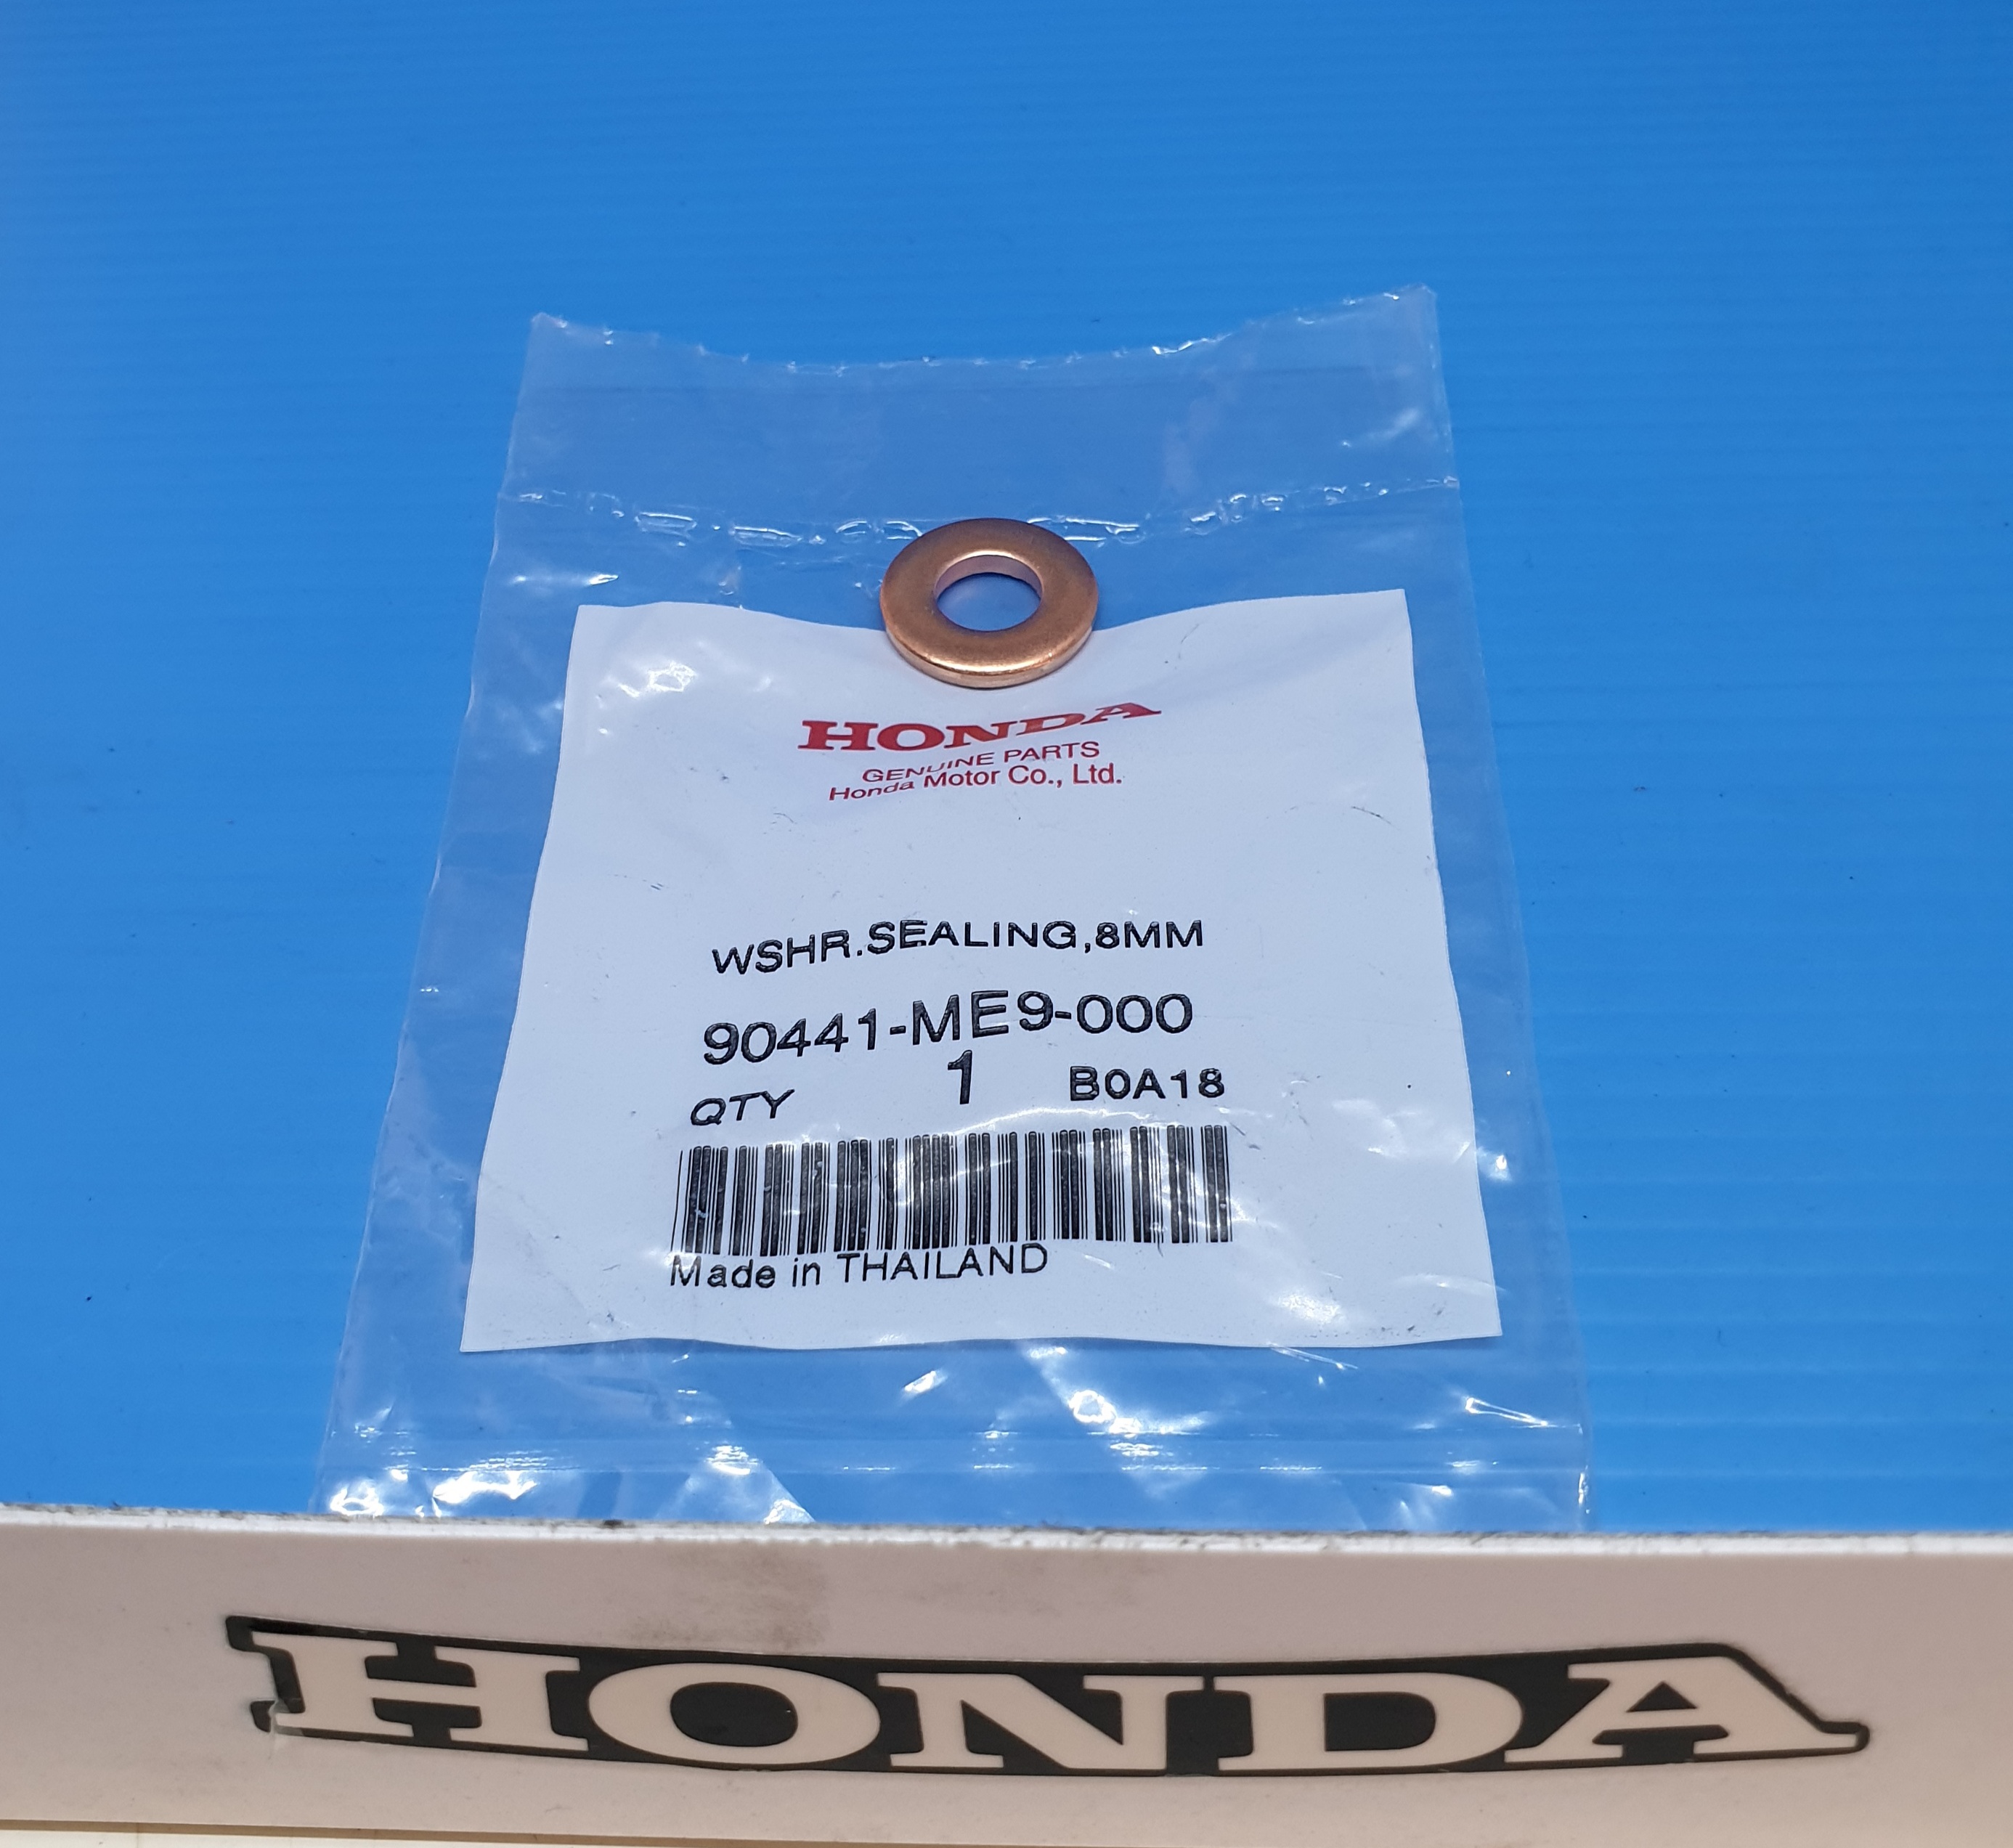 HONDA
GENUINE PARTS
Honda Motor Co., Ltd.
WSHR.SEALING,8MM
90441-ME9-000
QTY 1 B0A18
Made in THAILAND
HONDA